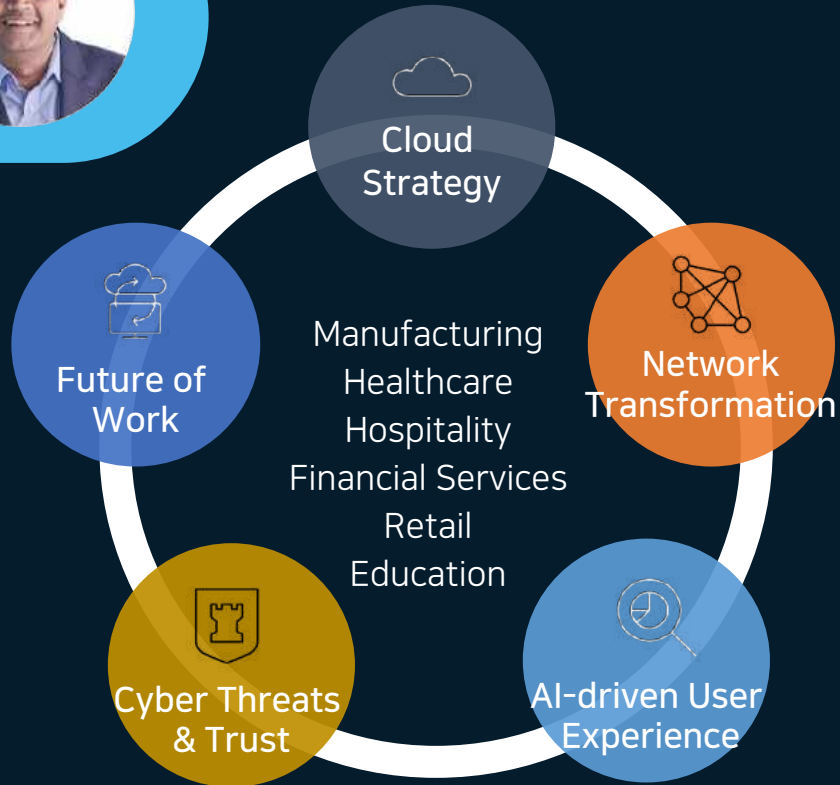 Cloud
Strategy
Network
Transformation
AI-driven User
Experience
Cyber Threats
& Trust
Future of
Work
Manufacturing
Healthcare
Hospitality
Financial Services
Retail
Education